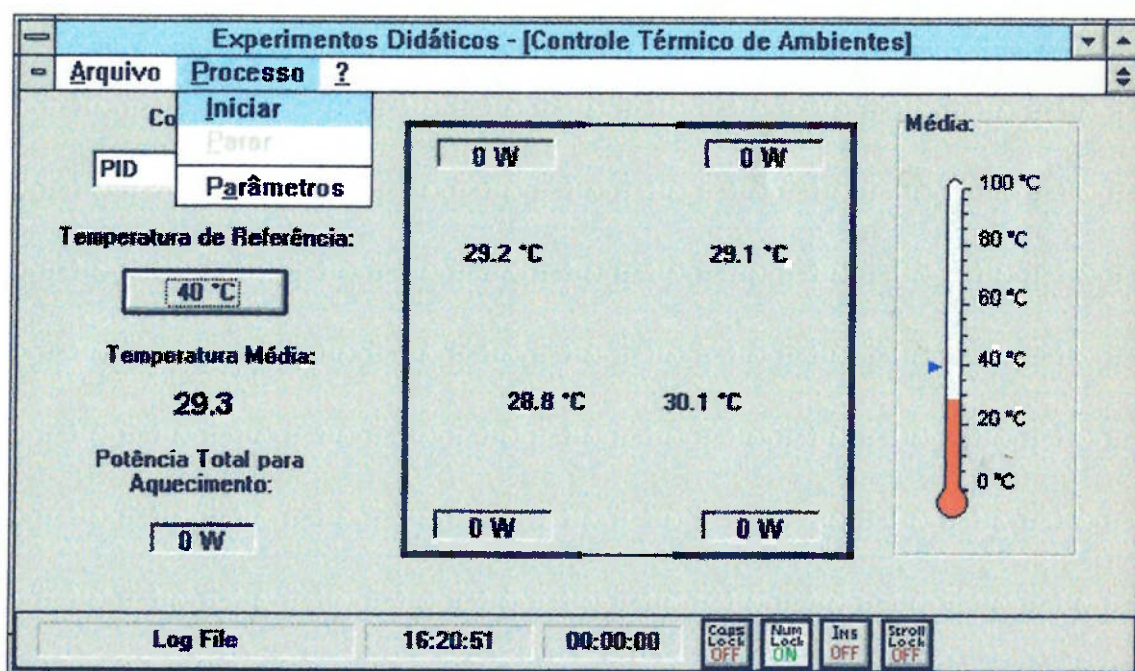 Experimentos Didáticos - [Controle Térmico de Ambientes]
Arquivo Processo ?
Iniciar
Parar
Parâmetros
Co
PID
Temperatura de Referência:
40 °C
Temperatura Média:
29.3
Potência Total para
Aquecimento:
0 W
0 W 0 W
29.2 °C 29.1 °C
28.8 °C 30.1 °C
0 W 0 W
Média:
100 °C
80 °C
60 °C
40 °C
20 °C
0 °C
Log File 16:20:51 00:00:00
Caps Lock OFF
Num Lock ON
Ins OFF
Scroll Lock OFF